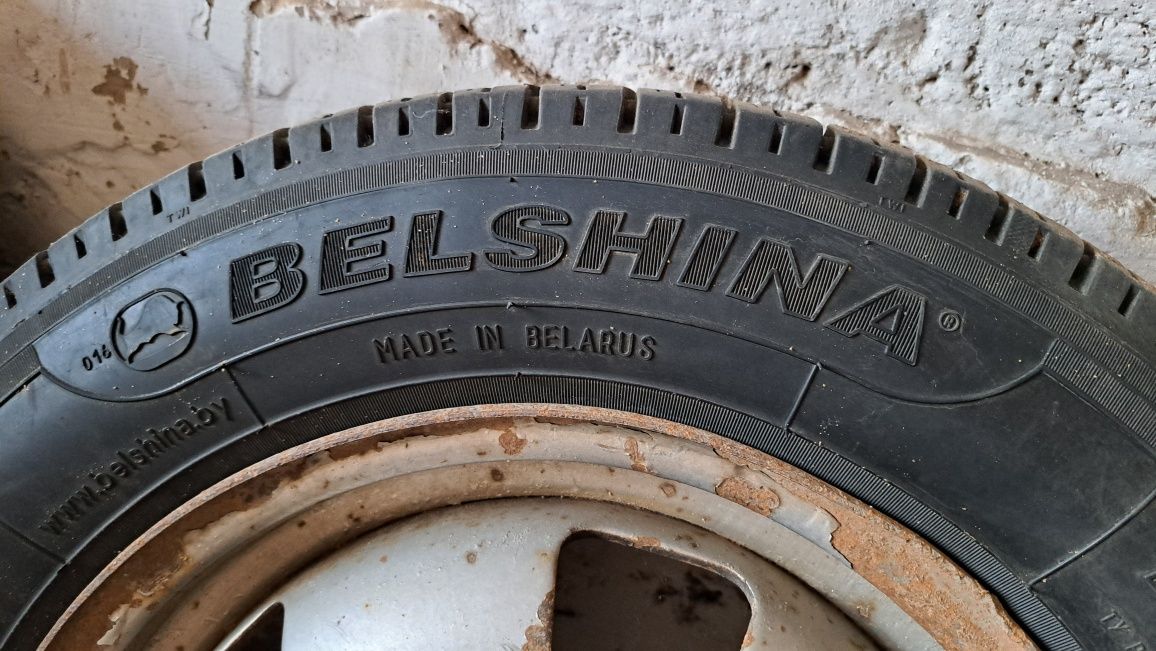 TWI
TWI
BELSHINA®
016
MADE IN BELARUS
www.belshina.by